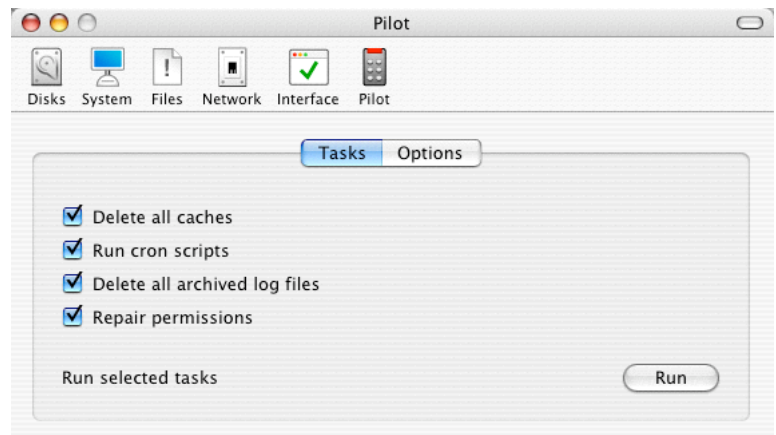 Pilot
Disks System Files Network Interface Pilot
Tasks Options
Delete all caches
Run cron scripts
Delete all archived log files
Repair permissions
Run selected tasks Run